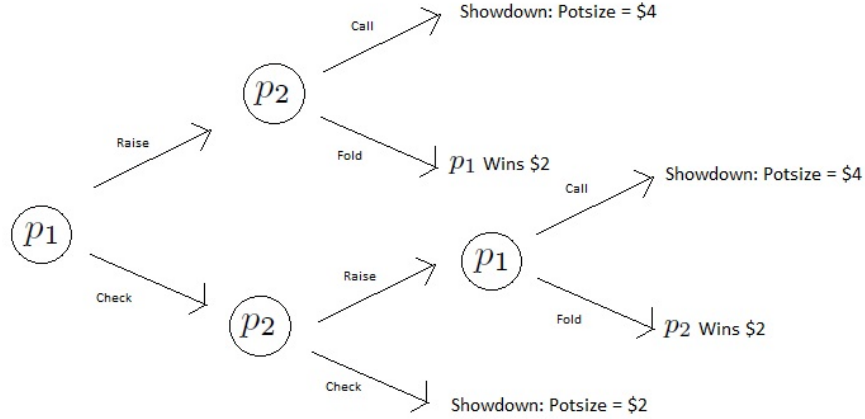 Call
Showdown: Potsize = $4
p2
Raise
Fold
p1 Wins $2
Call
Showdown: Potsize = $4
p1
Raise
p1
Check
p2
Fold
p2 Wins $2
Check
Showdown: Potsize = $2